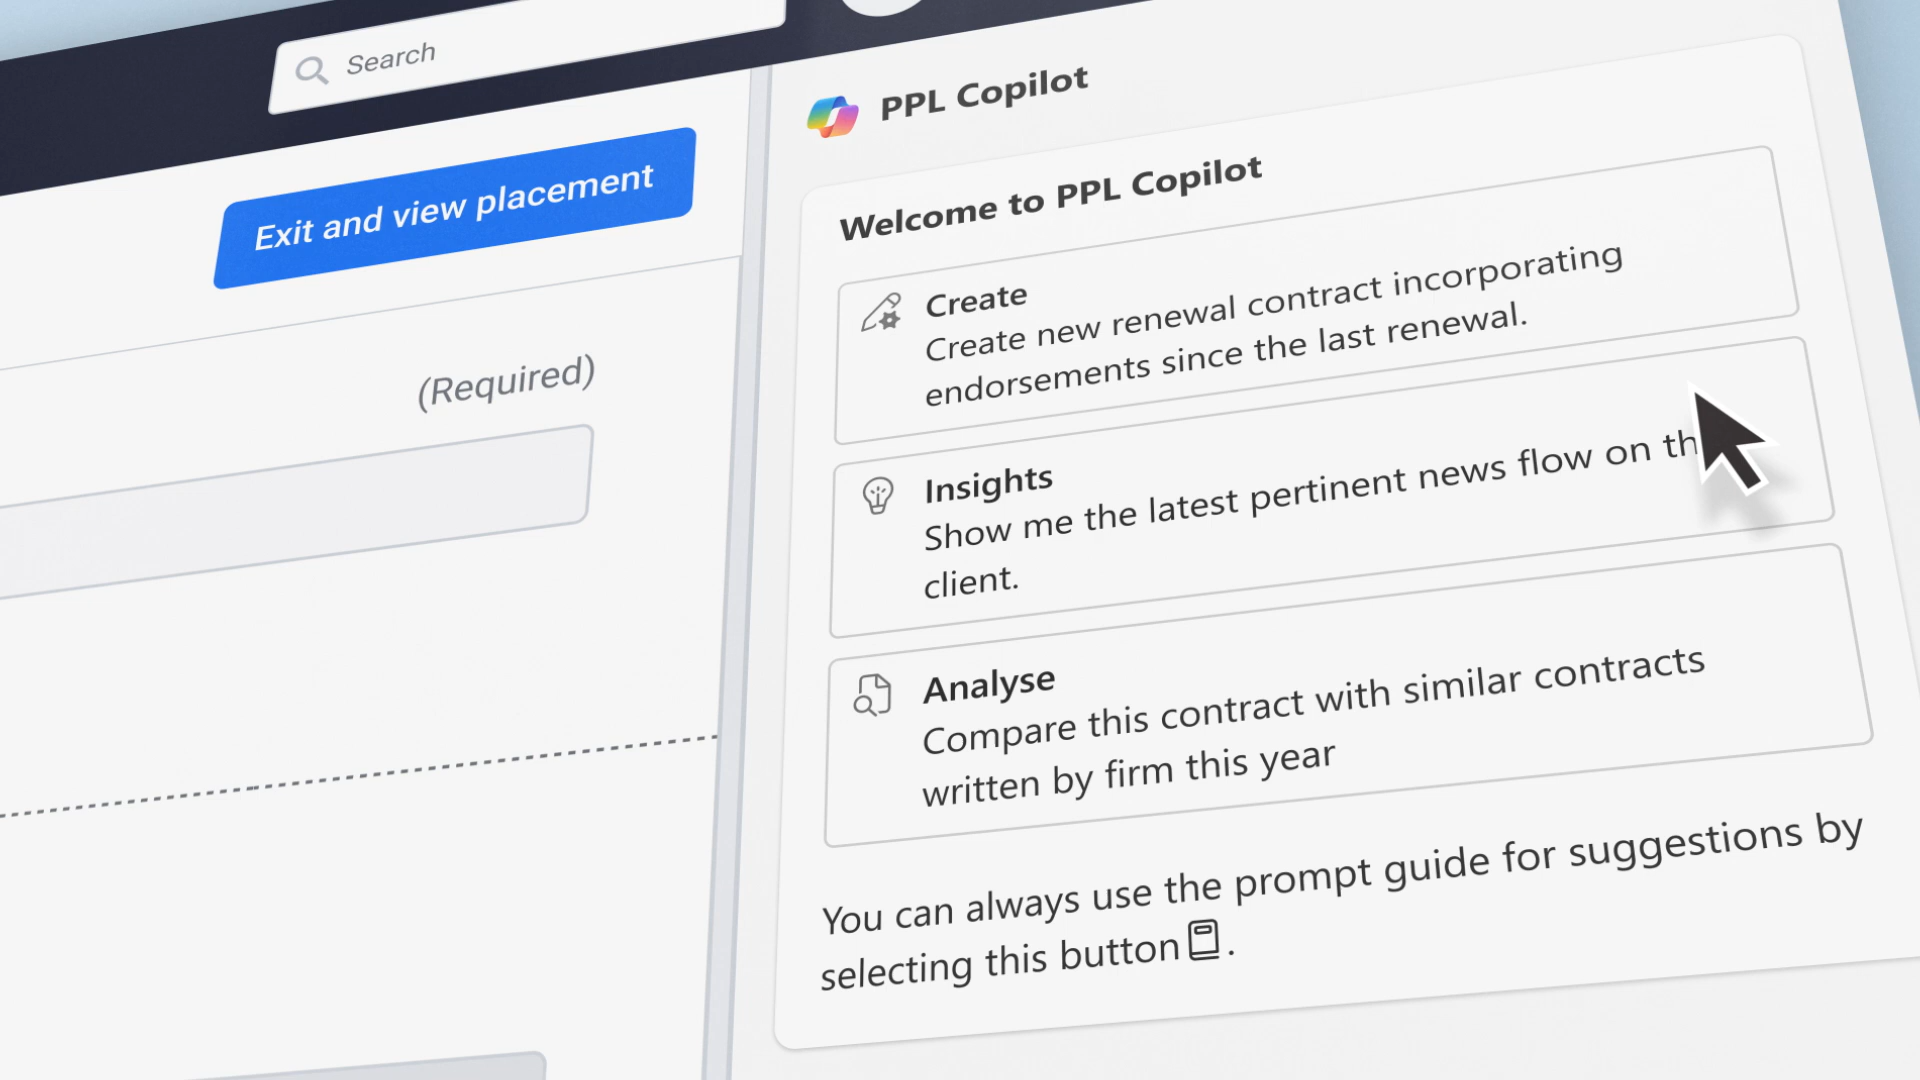 Search
Exit and view placement
(Required)
PPL Copilot
Welcome to PPL Copilot
Create
Create new renewal contract incorporating
endorsements since the last renewal.
Insights
Show me the latest pertinent news flow on
client.
Analyse
Compare this contract with similar contracts
written by firm this year
You can always use the prompt guide for suggestions by
selecting this button.